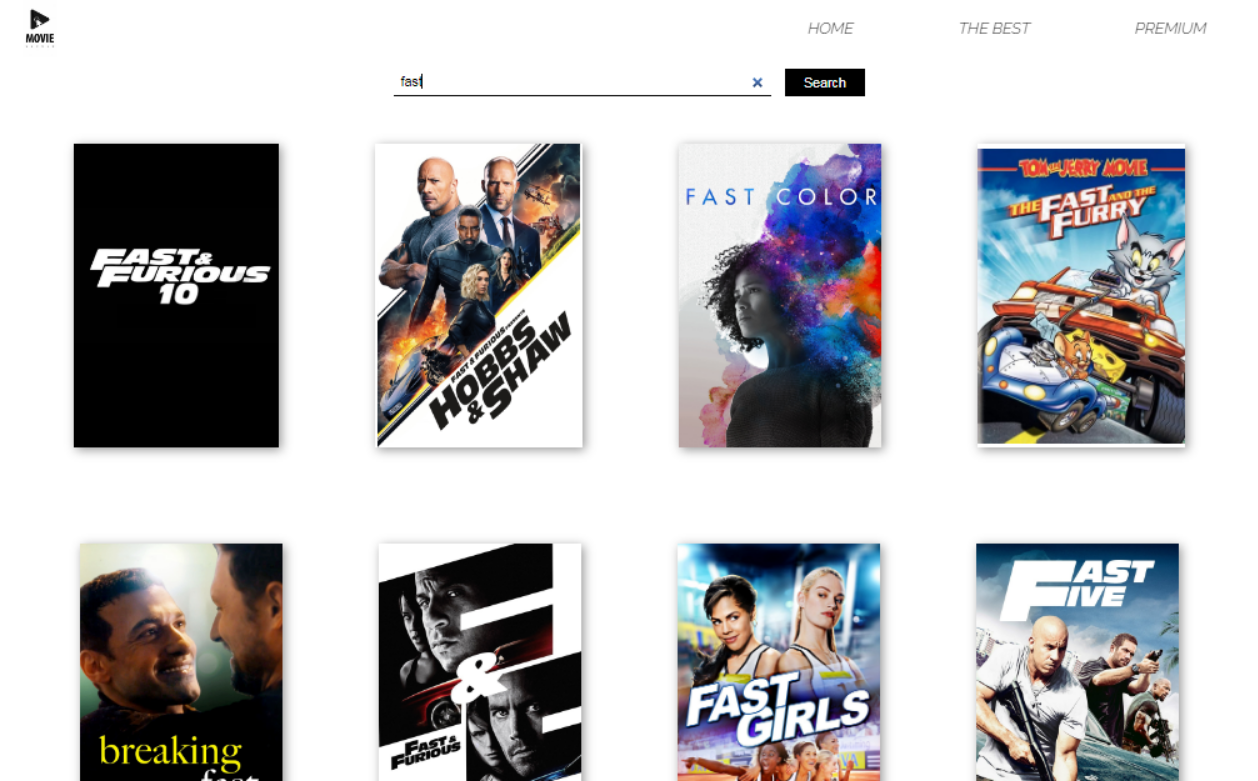 MOVIE
HOME
THE BEST
PREMIUM
fast
×
Search
FAST &
FURIOUS
10
FAST & FURIOUS PRESENTS
HOBBS
& SHAW
FAST COLOR
TOM AND JERRY MOVIE
THE FAST AND THE
FURRY
breaking
fast
&
FAST &
FURIOUS
FAST
GIRLS
FAST
FIVE